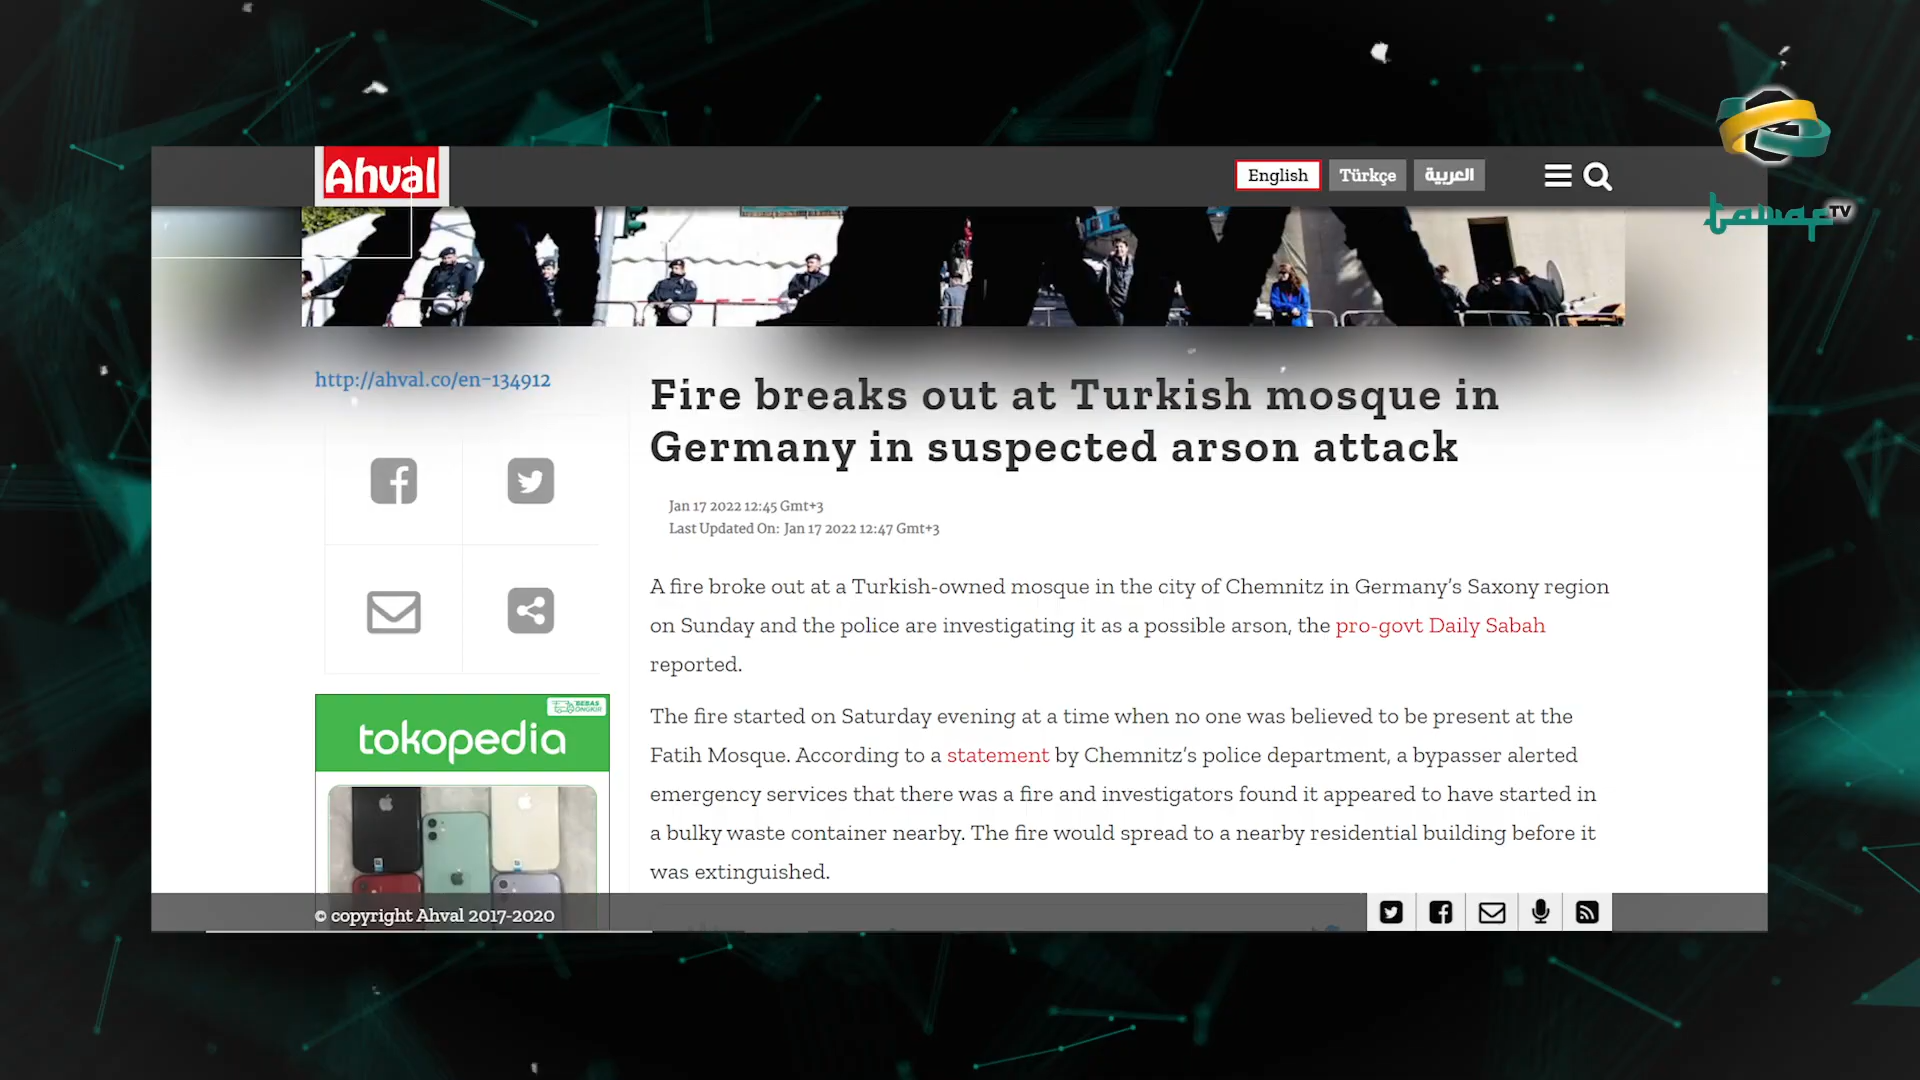 Ahval
English
Türkçe
العربية
tawaf TV
http://ahval.co/en-134912
Fire breaks out at Turkish mosque in
Germany in suspected arson attack
Jan 17 2022 12:45 Gmt+3
Last Updated On: Jan 17 2022 12:47 Gmt+3
A fire broke out at a Turkish-owned mosque in the city of Chemnitz in Germany's Saxony region
on Sunday and the police are investigating it as a possible arson, the pro-govt Daily Sabah
reported.
The fire started on Saturday evening at a time when no one was believed to be present at the
Fatih Mosque. According to a statement by Chemnitz's police department, a bypasser alerted
emergency services that there was a fire and investigators found it appeared to have started in
a bulky waste container nearby. The fire would spread to a nearby residential building before it
was extinguished.
BEBAS
ONGKIR
tokopedia
© copyright Ahval 2017-2020